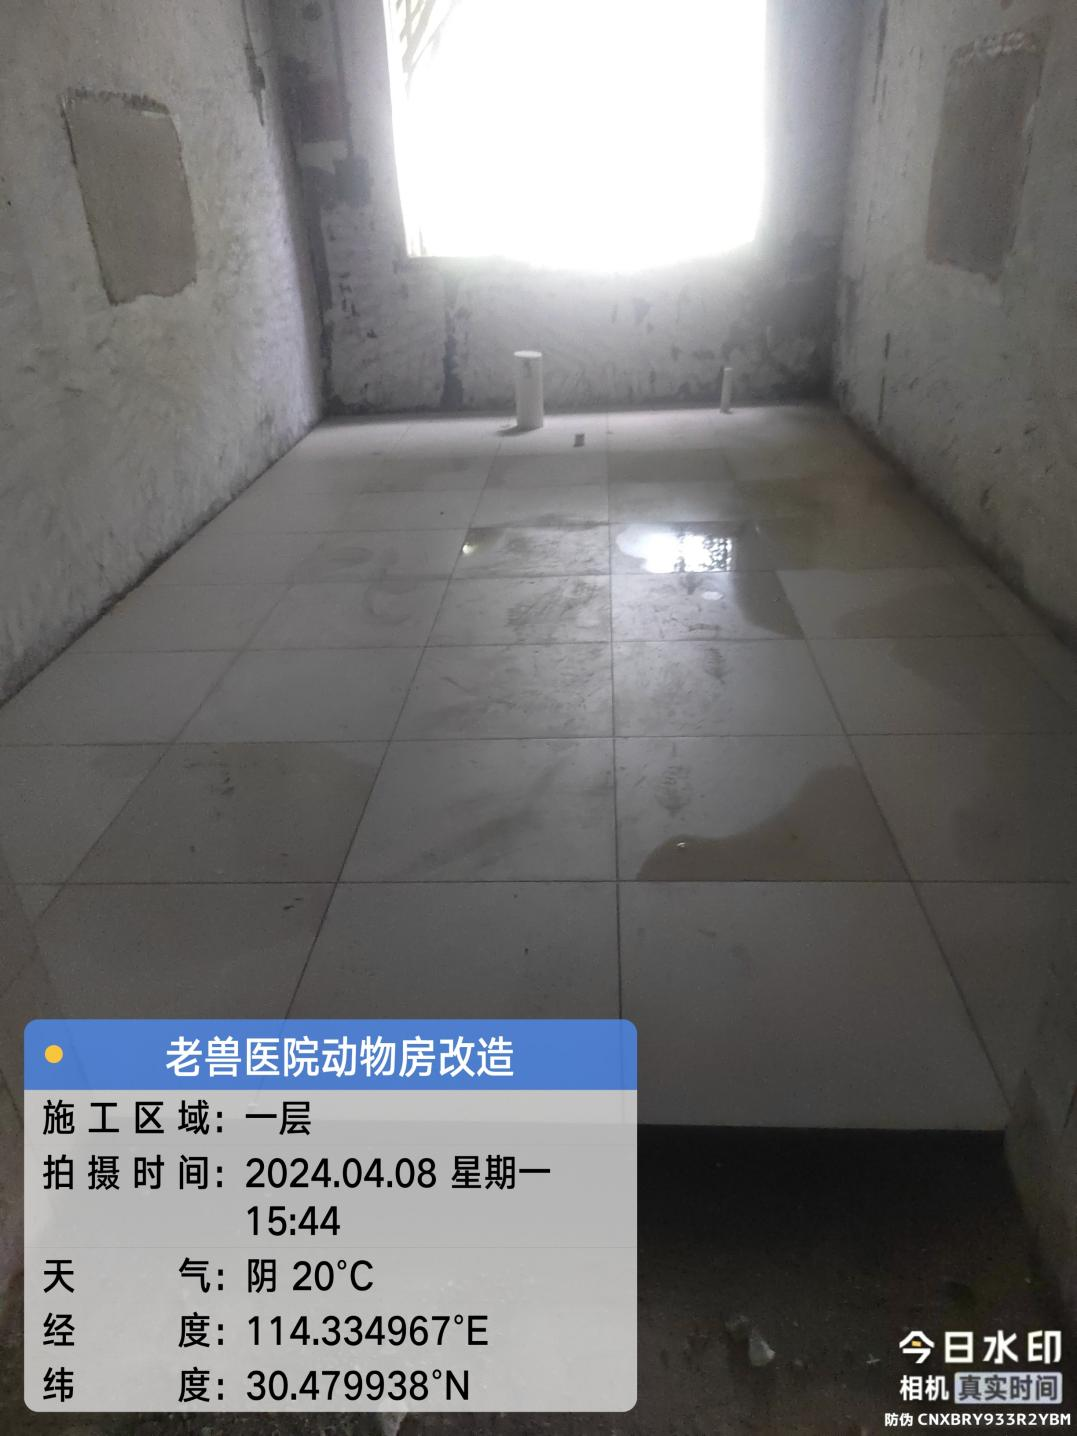 老兽医院动物房改造
施工区域：一层
拍摄时间：2024.04.08 星期一
15:44
天气：阴 20°C
经度：114.334967°E
纬度：30.479938°N
今日水印
相机 真实时间
防伪 CNXBRY933R2YBM